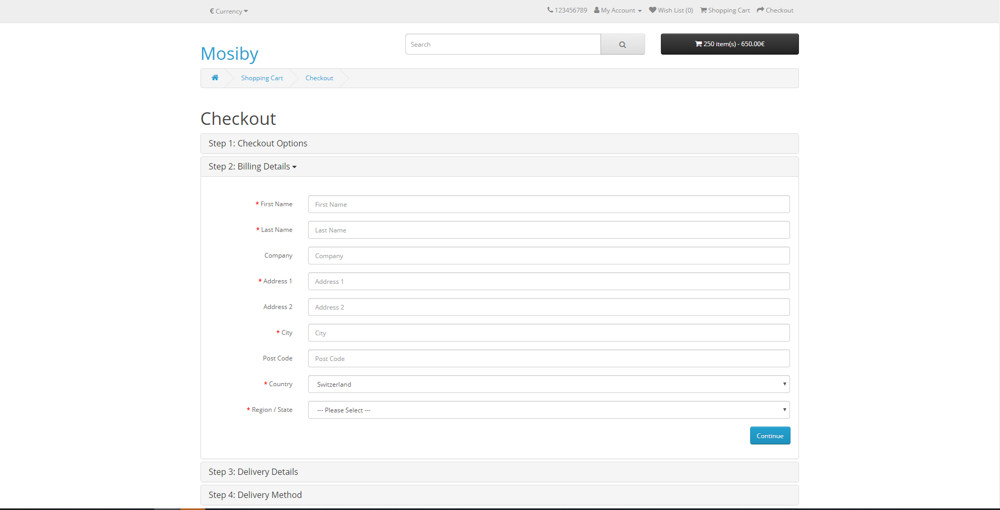 € Currency
123456789 My Account Wish List (0) Shopping Cart Checkout
Mosiby
Search
250 item(s) - 650.00€
Shopping Cart Checkout
Checkout
Step 1: Checkout Options
Step 2: Billing Details
* First Name First Name
* Last Name Last Name
Company Company
* Address 1 Address 1
Address 2 Address 2
* City City
Post Code Post Code
* Country Switzerland
* Region / State --- Please Select ---
Continue
Step 3: Delivery Details
Step 4: Delivery Method